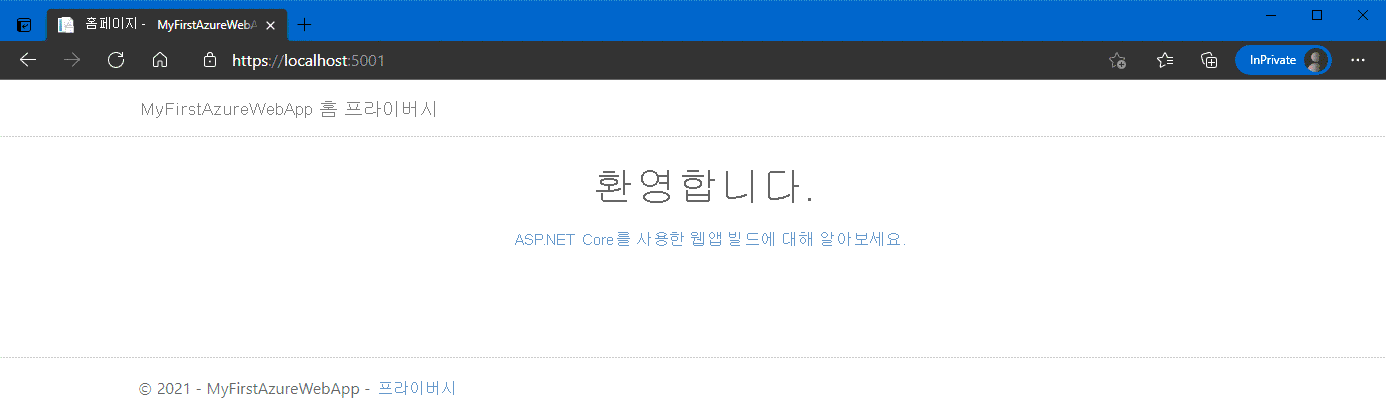 홈페이지 - MyFirstAzureWebA
https://localhost:5001
InPrivate
MyFirstAzureWebApp 홈 프라이버시
환영합니다.
ASP.NET Core를 사용한 웹앱 빌드에 대해 알아보세요.
© 2021 - MyFirstAzureWebApp - 프라이버시